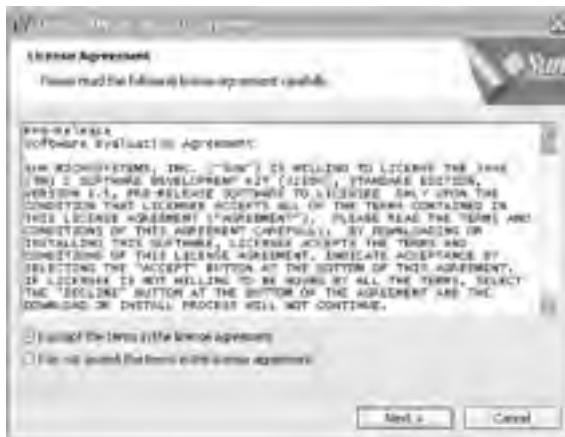 License Agreement
Please read the following license agreement carefully.
Sun
Pre-Release
Software Evaluation Agreement
SUN MICROSYSTEMS, INC. ("SUN") IS WILLING TO LICENSE THE JAVA
(TM) 2 SOFTWARE DEVELOPMENT KIT (J2SDK), STANDARD EDITION,
VERSION PRE-RELEASE SOFTWARE TO LICENSEE ONLY UPON THE
CONDITION THAT LICENSEE ACCEPTS ALL OF THE TERMS CONTAINED IN
THIS LICENSE AGREEMENT ("AGREEMENT"). PLEASE READ THE TERMS AND
CONDITIONS OF THIS AGREEMENT CAREFULLY. BY DOWNLOADING OR
INSTALLING THIS SOFTWARE, LICENSEE ACCEPTS THE TERMS AND
CONDITIONS OF THIS LICENSE AGREEMENT. INDICATE ACCEPTANCE BY
SELECTING THE "ACCEPT" BUTTON AT THE BOTTOM OF THIS AGREEMENT.
IF LICENSEE IS NOT WILLING TO BE BOUND BY ALL THE TERMS, SELECT
THE "DECLINE" BUTTON AT THE BOTTOM OF THE AGREEMENT AND THE
DOWNLOAD OR INSTALL PROCESS WILL NOT CONTINUE.
I accept the terms in the license agreement
I do not accept the terms in the license agreement
Next >
Cancel